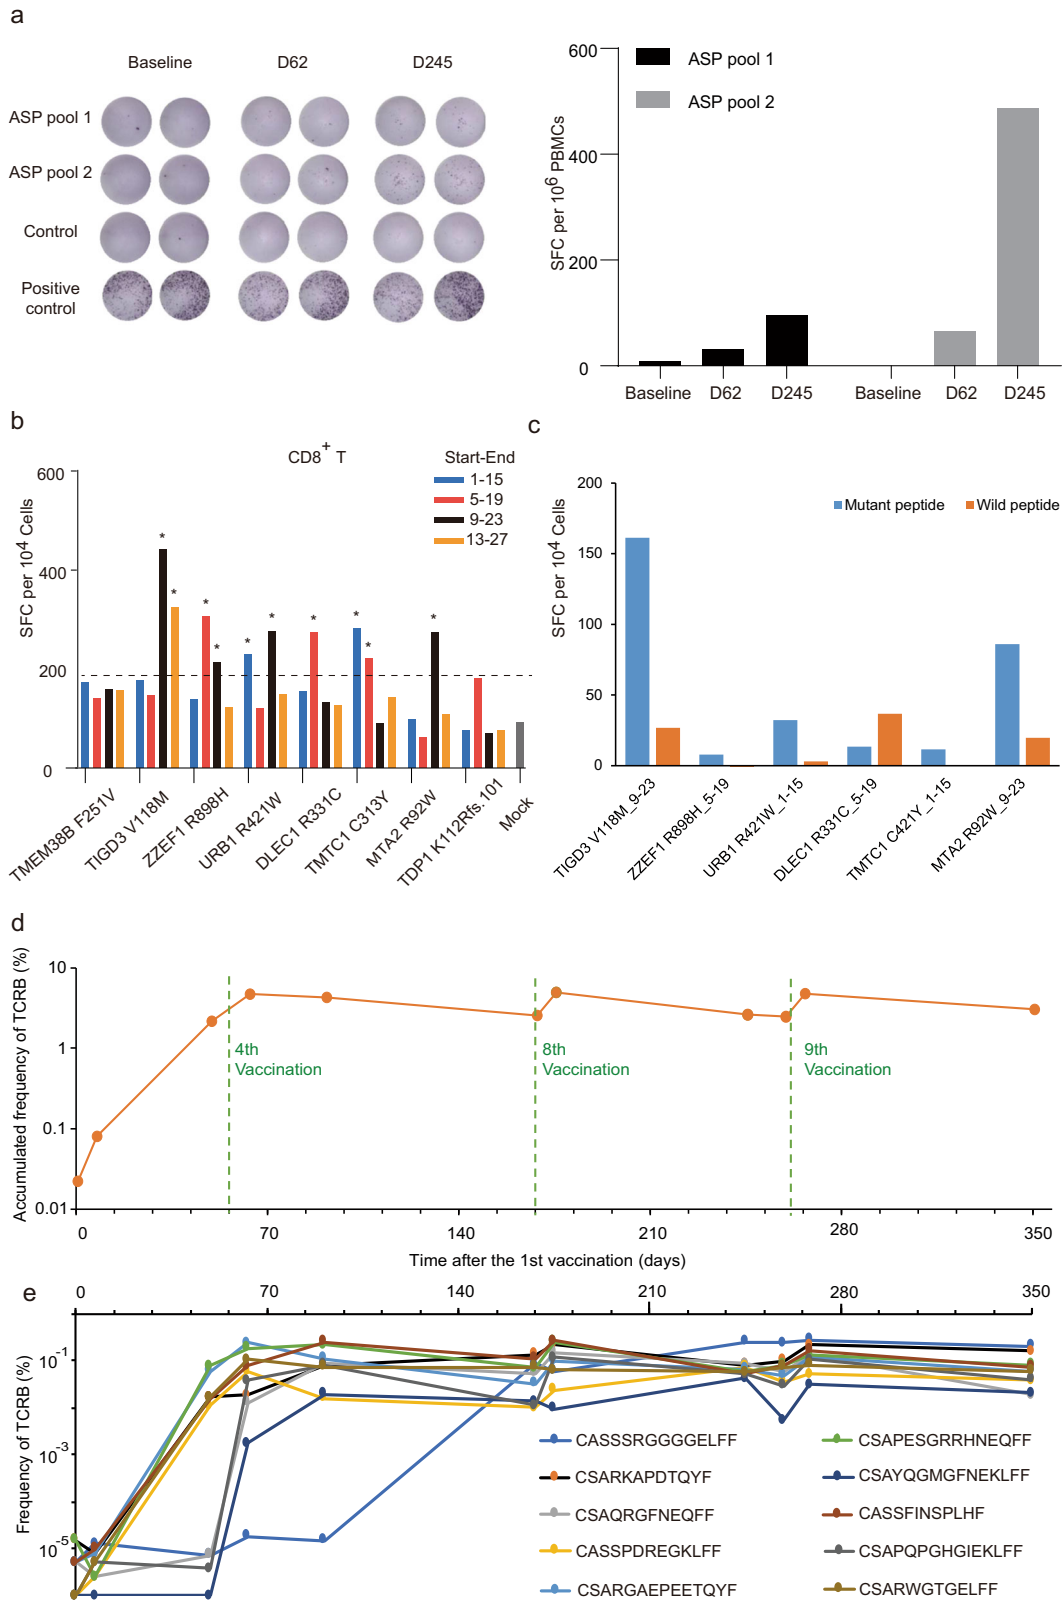 a
Baseline
D62
D245
ASP pool 1
ASP pool 2
Control
Positive
control
600
400
200
0
SFC per 10⁶ PBMCs
ASP pool 1
ASP pool 2
Baseline
D62
D245
Baseline
D62
D245
b
CD8⁺ T
Start-End
1-15
5-19
9-23
13-27
600
400
200
0
SFC per 10⁴ Cells
*
*
*
*
*
*
*
*
*
*
TMEM38B F251V
TIGD3 V118M
ZZEF1 R898H
URB1 R421W
DLEC1 R331C
TMTC1 C313Y
MTA2 R92W
TDP1 K112Rfs.101
Mock
c
200
150
100
50
0
SFC per 10⁴ Cells
Mutant peptide
Wild peptide
TIGD3 V118M_9-23
ZZEF1 R898H_5-19
URB1 R421W_1-15
DLEC1 R331C_5-19
TMTC1 C421Y_1-15
MTA2 R92W_9-23
d
10
1
0.1
0.01
Accumulated frequency of TCRB (%)
4th
Vaccination
8th
Vaccination
9th
Vaccination
0
70
140
210
280
350
Time after the 1st vaccination (days)
e
0
70
140
210
280
350
10⁻¹
10⁻³
10⁻⁵
Frequency of TCRB (%)
CASSSRGGGGELFF
CSARKAPDTQYF
CSAQRGFNEQFF
CASSPDREGKLFF
CSARGAEPEETQYF
CSAPESGRRHNEQFF
CSAYQGMGFNEKLFF
CASSFINSPLHF
CSAPQPGHGIEKLFF
CSARWGTGELFF